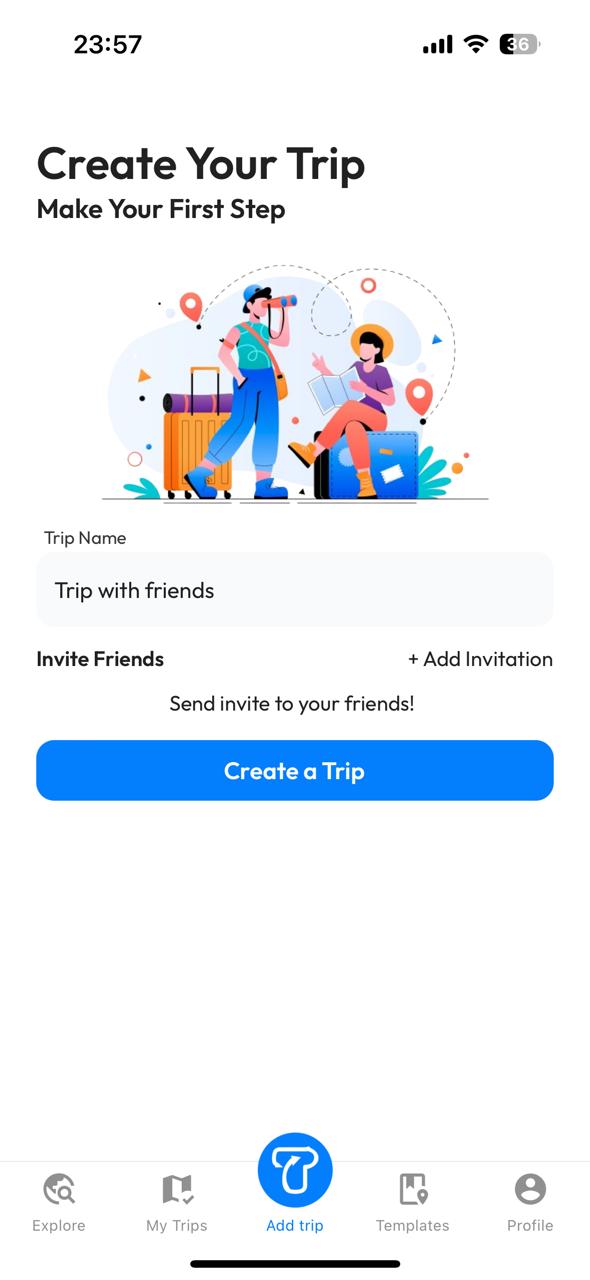 23:57
36
Create Your Trip
Make Your First Step
Trip Name
Trip with friends
Invite Friends
+ Add Invitation
Send invite to your friends!
Create a Trip
Explore
My Trips
Add trip
Templates
Profile